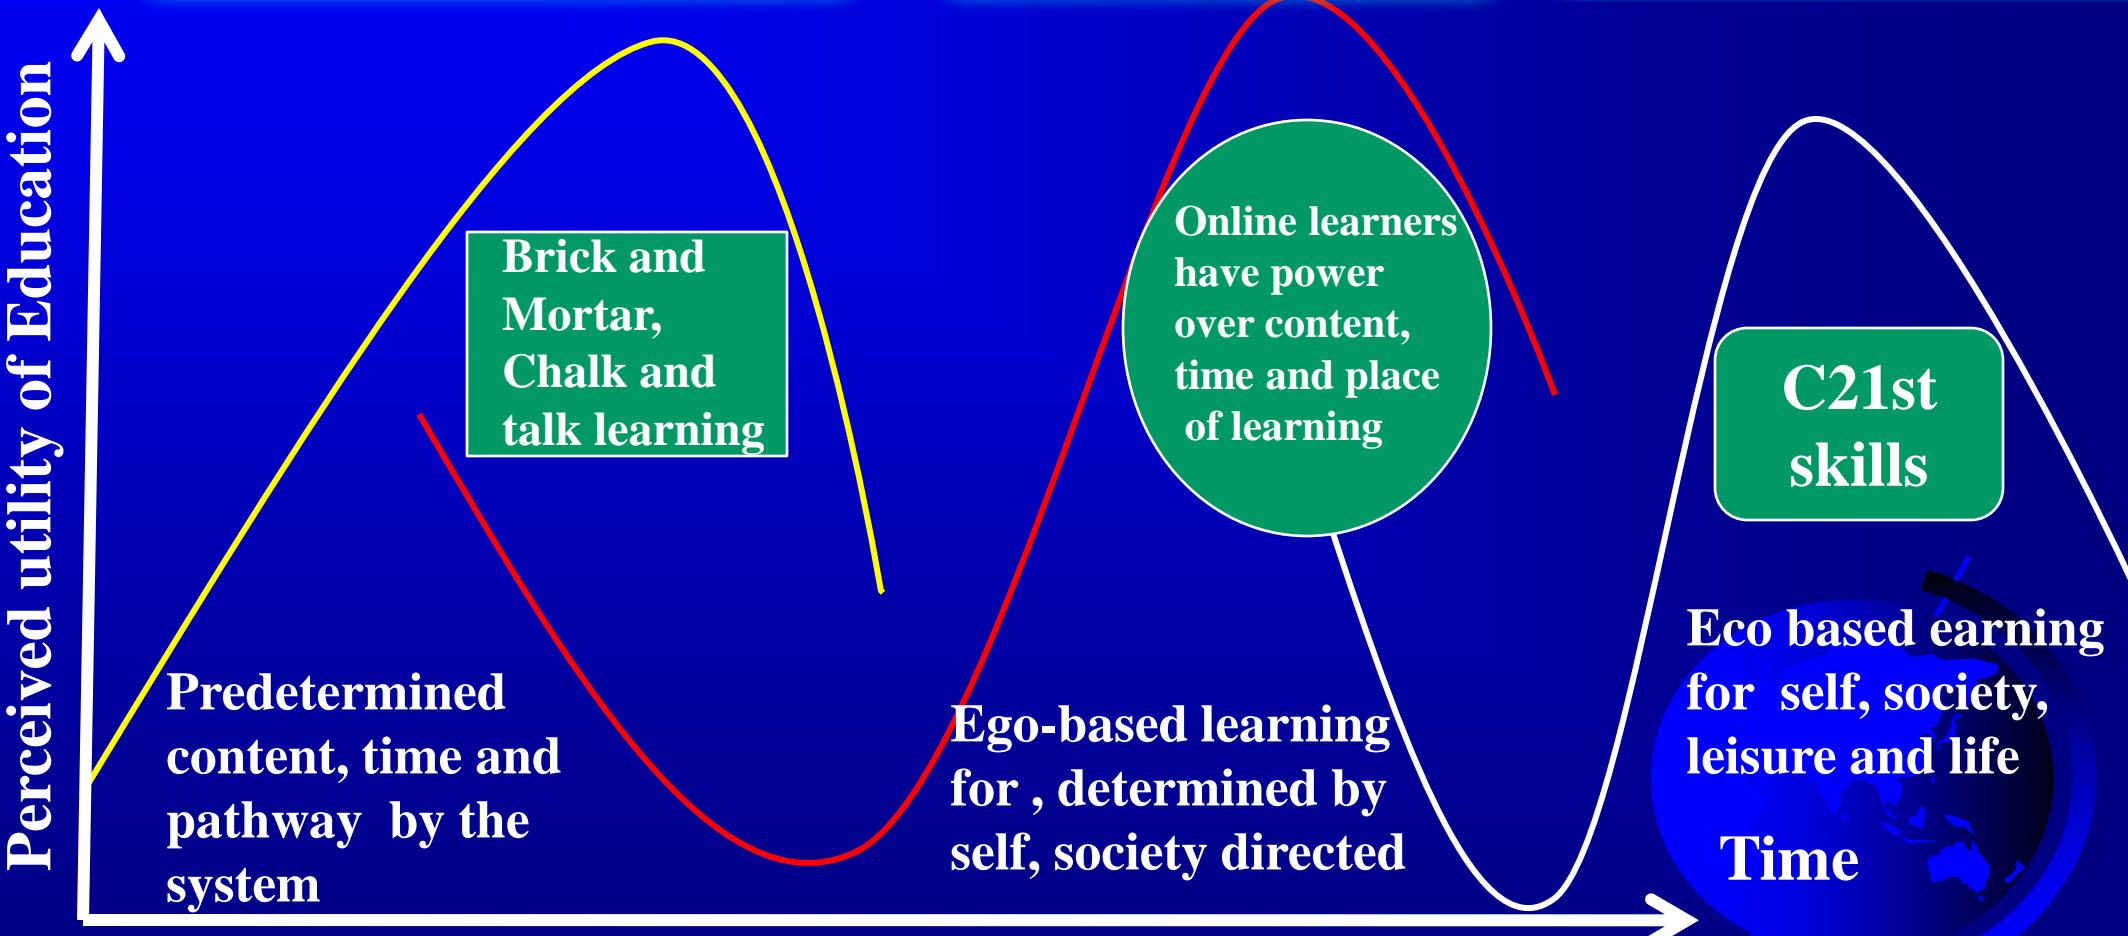 Perceived utility of Education
Brick and
Mortar,
Chalk and
talk learning
Online learners
have power
over content,
time and place
of learning
C21st
skills
Predetermined
content, time and
pathway by the
system
Ego-based learning
for , determined by
self, society directed
Eco based earning
for self, society,
leisure and life
Time